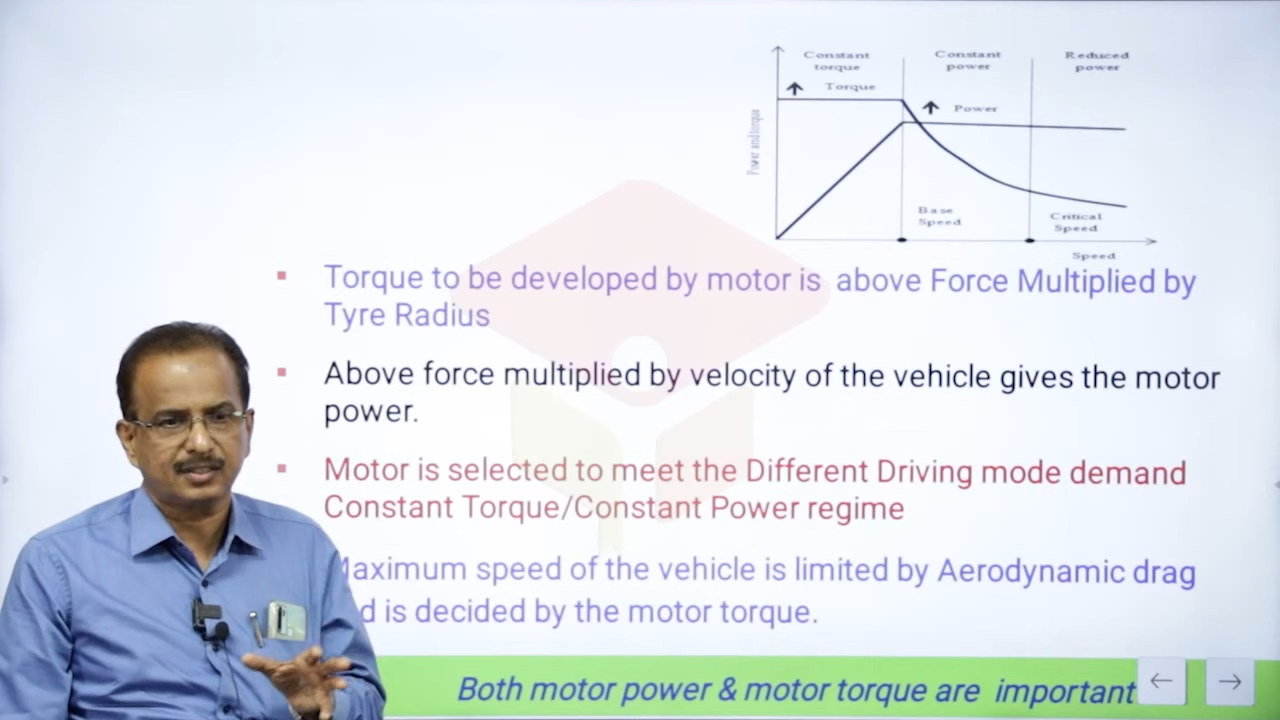 Constant torque
Constant power
Reduced power
Torque
Power
Power and torque
Base Speed
Critical Speed
Speed
Torque to be developed by motor is above Force Multiplied by
Tyre Radius
Above force multiplied by velocity of the vehicle gives the motor
power.
Motor is selected to meet the Different Driving mode demand
Constant Torque/Constant Power regime
Maximum speed of the vehicle is limited by Aerodynamic drag
d is decided by the motor torque.
Both motor power & motor torque are important